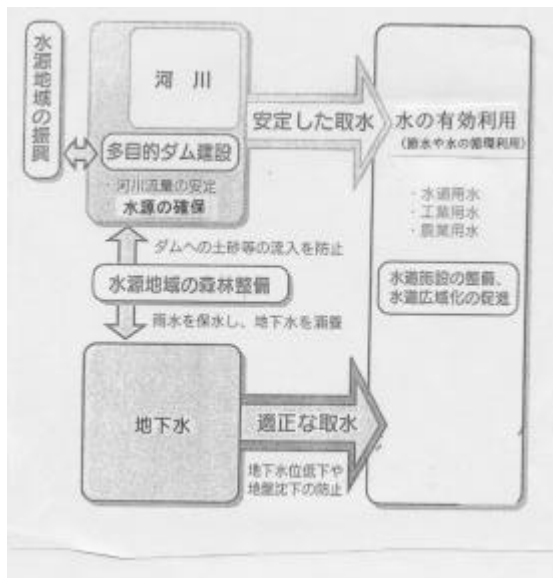 水源地域の振興
河　川
多目的ダム建設
・河川流量の安定
水源の確保
安定した取水
水の有効利用
(節水や水の循環利用)
・水道用水
・工業用水
・農業用水
水道施設の整備、
水道広域化の促進
ダムへの土砂等の流入を防止
水源地域の森林整備
雨水を保水し、地下水を涵養
地下水
適正な取水
地下水位低下や
地盤沈下の防止